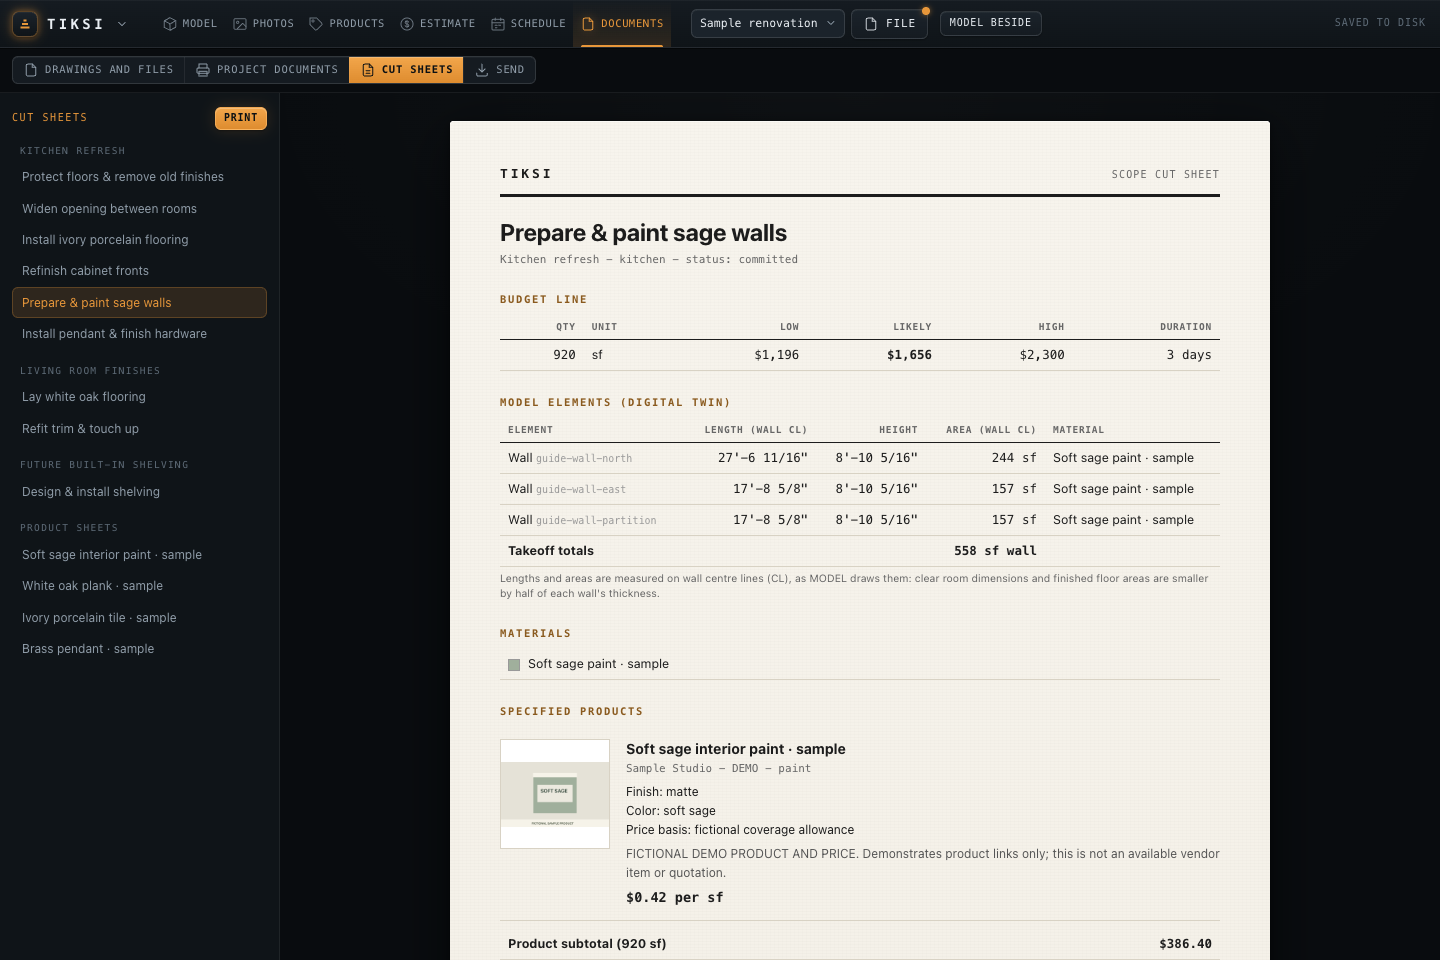 TIKSI
MODEL
PHOTOS
PRODUCTS
ESTIMATE
SCHEDULE
DOCUMENTS
Sample renovation
FILE
MODEL BESIDE
SAVED TO DISK
DRAWINGS AND FILES
PROJECT DOCUMENTS
CUT SHEETS
SEND
CUT SHEETS
PRINT
KITCHEN REFRESH
Protect floors & remove old finishes
Widen opening between rooms
Install ivory porcelain flooring
Refinish cabinet fronts
Prepare & paint sage walls
Install pendant & finish hardware
LIVING ROOM FINISHES
Lay white oak flooring
Refit trim & touch up
FUTURE BUILT-IN SHELVING
Design & install shelving
PRODUCT SHEETS
Soft sage interior paint · sample
White oak plank · sample
Ivory porcelain tile · sample
Brass pendant · sample
TIKSI
SCOPE CUT SHEET
Prepare & paint sage walls
Kitchen refresh — kitchen — status: committed
BUDGET LINE
QTY UNIT LOW LIKELY HIGH DURATION
920 sf $1,196 $1,656 $2,300 3 days
MODEL ELEMENTS (DIGITAL TWIN)
ELEMENT LENGTH (WALL CL) HEIGHT AREA (WALL CL) MATERIAL
Wall guide-wall-north 27'-6 11/16" 8'-10 5/16" 244 sf Soft sage paint · sample
Wall guide-wall-east 17'-8 5/8" 8'-10 5/16" 157 sf Soft sage paint · sample
Wall guide-wall-partition 17'-8 5/8" 8'-10 5/16" 157 sf Soft sage paint · sample
Takeoff totals 558 sf wall
Lengths and areas are measured on wall centre lines (CL), as MODEL draws them: clear room dimensions and finished floor areas are smaller
by half of each wall's thickness.
MATERIALS
Soft sage paint · sample
SPECIFIED PRODUCTS
SOFT SAGE
FICTIONAL SAMPLE PRODUCT
Soft sage interior paint · sample
Sample Studio — DEMO — paint
Finish: matte
Color: soft sage
Price basis: fictional coverage allowance
FICTIONAL DEMO PRODUCT AND PRICE. Demonstrates product links only; this is not an available vendor
item or quotation.
$0.42 per sf
Product subtotal (920 sf) $386.40